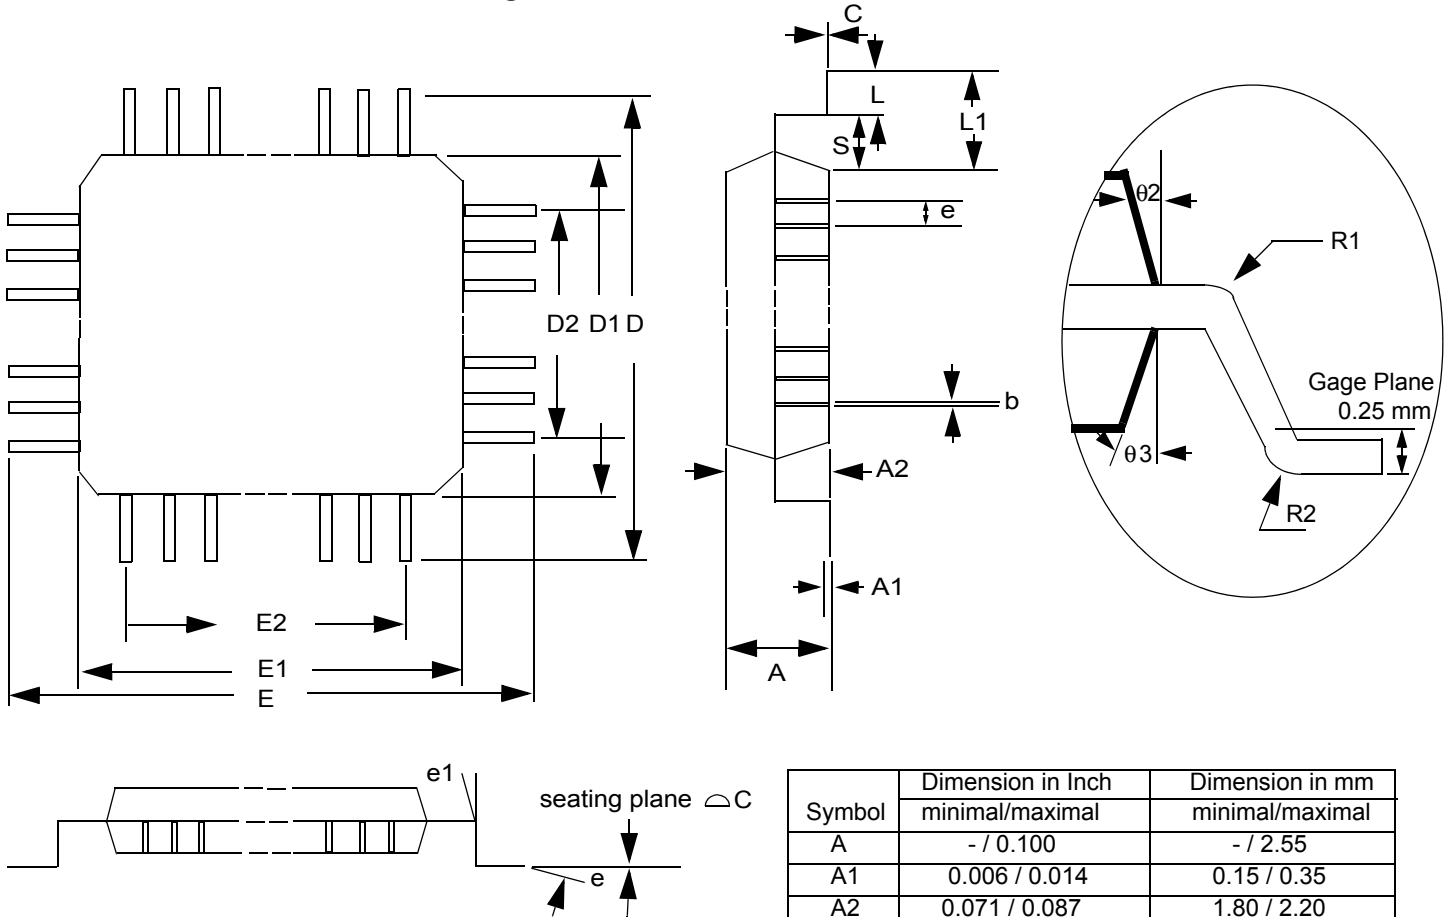 C
L
L1
S
e
θ2
R1
D2 D1 D
Gage Plane
0.25 mm
b
θ3
A2
R2
A1
E2
E1
A
E
e1
seating plane ⌓ C
e
Dimension in Inch Dimension in mm
Symbol minimal/maximal minimal/maximal
A - / 0.100 - / 2.55
A1 0.006 / 0.014 0.15 / 0.35
A2 0.071 / 0.087 1.80 / 2.20